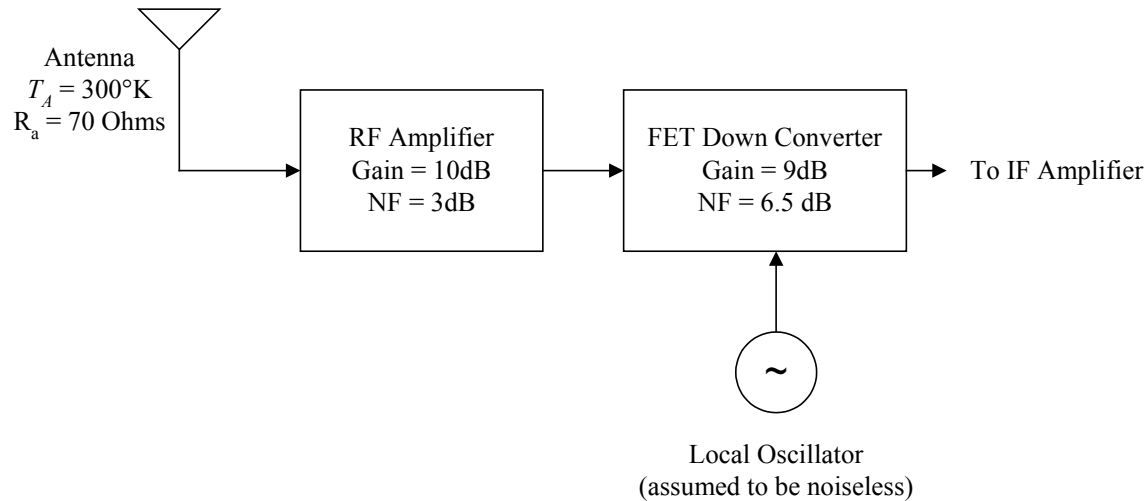 Antenna
T_A = 300°K
R_a = 70 Ohms
RF Amplifier
Gain = 10dB
NF = 3dB
FET Down Converter
Gain = 9dB
NF = 6.5 dB
To IF Amplifier
~
Local Oscillator
(assumed to be noiseless)